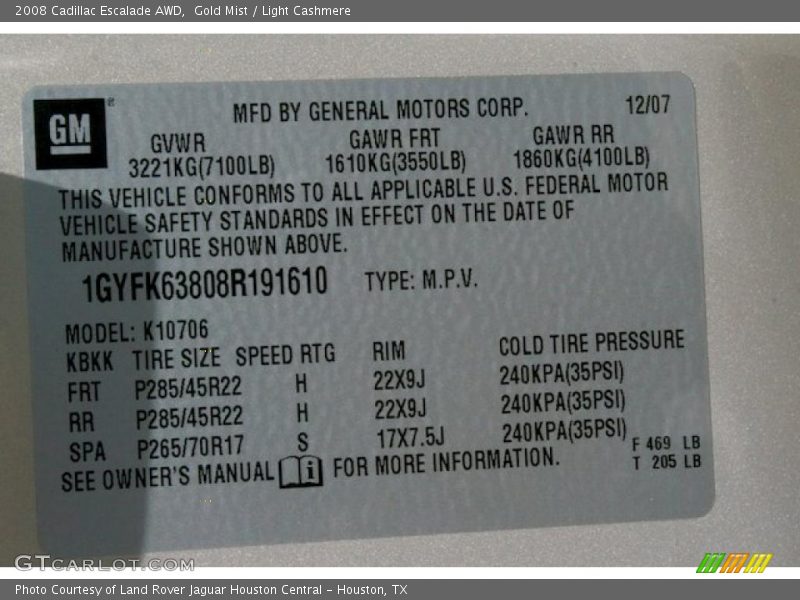 2008 Cadillac Escalade AWD,  Gold Mist / Light Cashmere
GM®
MFD BY GENERAL MOTORS CORP. 12/07
GVWR GAWR FRT GAWR RR
3221KG(7100LB) 1610KG(3550LB) 1860KG(4100LB)
THIS VEHICLE CONFORMS TO ALL APPLICABLE U.S. FEDERAL MOTOR
VEHICLE SAFETY STANDARDS IN EFFECT ON THE DATE OF
MANUFACTURE SHOWN ABOVE.
1GYFK63808R191610 TYPE: M.P.V.
MODEL: K10706
KBKK TIRE SIZE SPEED RTG RIM COLD TIRE PRESSURE
FRT P285/45R22 H 22X9J 240KPA(35PSI)
RR P285/45R22 H 22X9J 240KPA(35PSI)
SPA P265/70R17 S 17X7.5J 240KPA(35PSI)
F 469 LB
T 205 LB
SEE OWNER'S MANUAL i FOR MORE INFORMATION.
GTCARLOT.COM
Photo Courtesy of Land Rover Jaguar Houston Central - Houston, TX